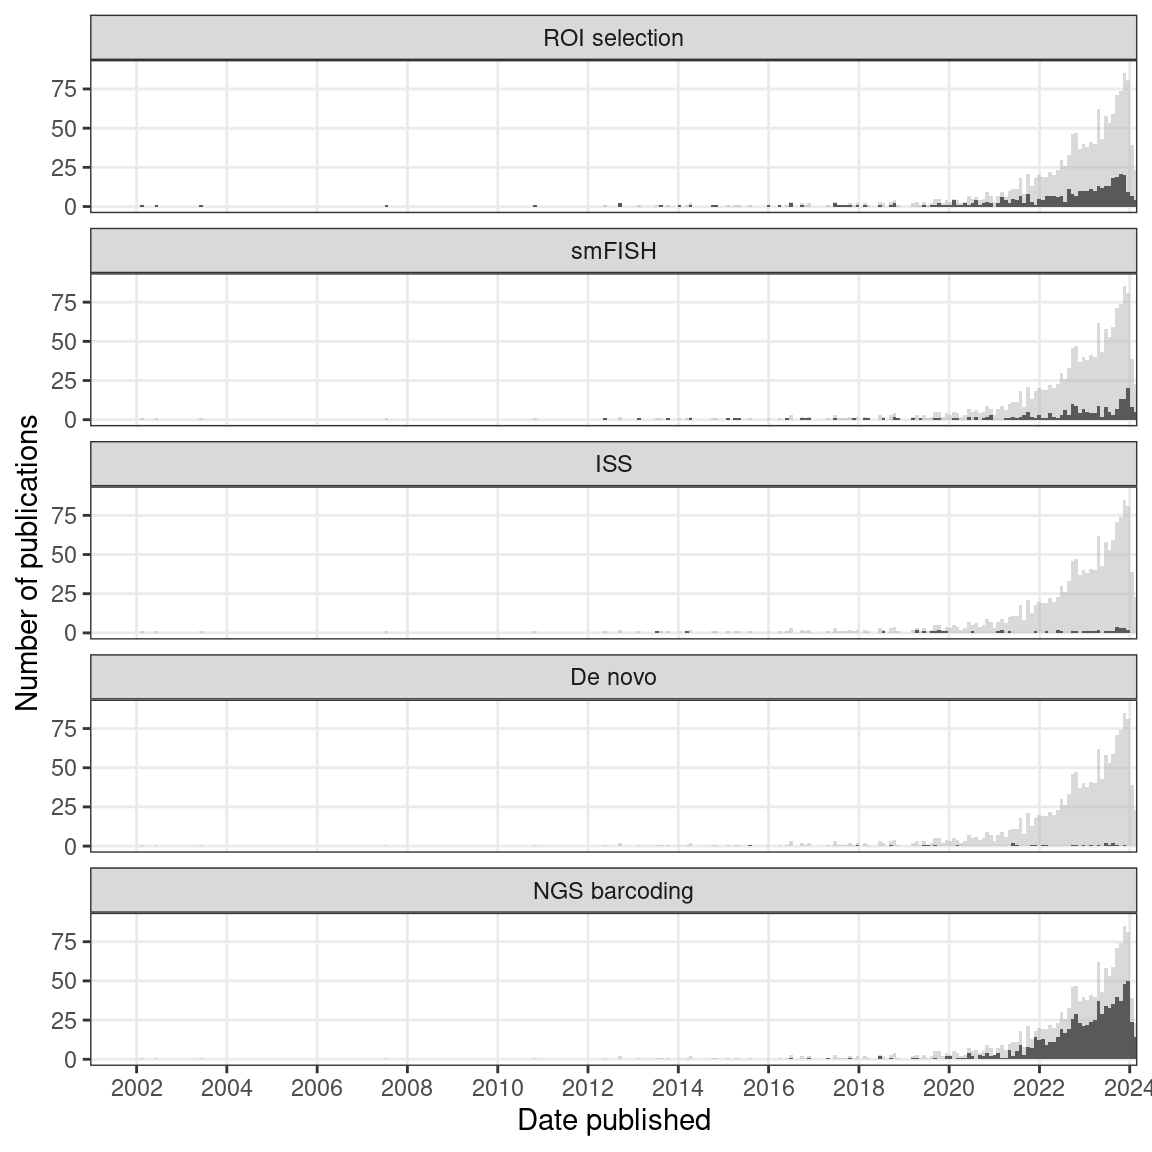 ROI selection
75
50
25
0
smFISH
75
50
25
0
ISS
75
50
25
0
De novo
75
50
25
0
NGS barcoding
75
50
25
0
2002 2004 2006 2008 2010 2012 2014 2016 2018 2020 2022 2024
Date published
Number of publications